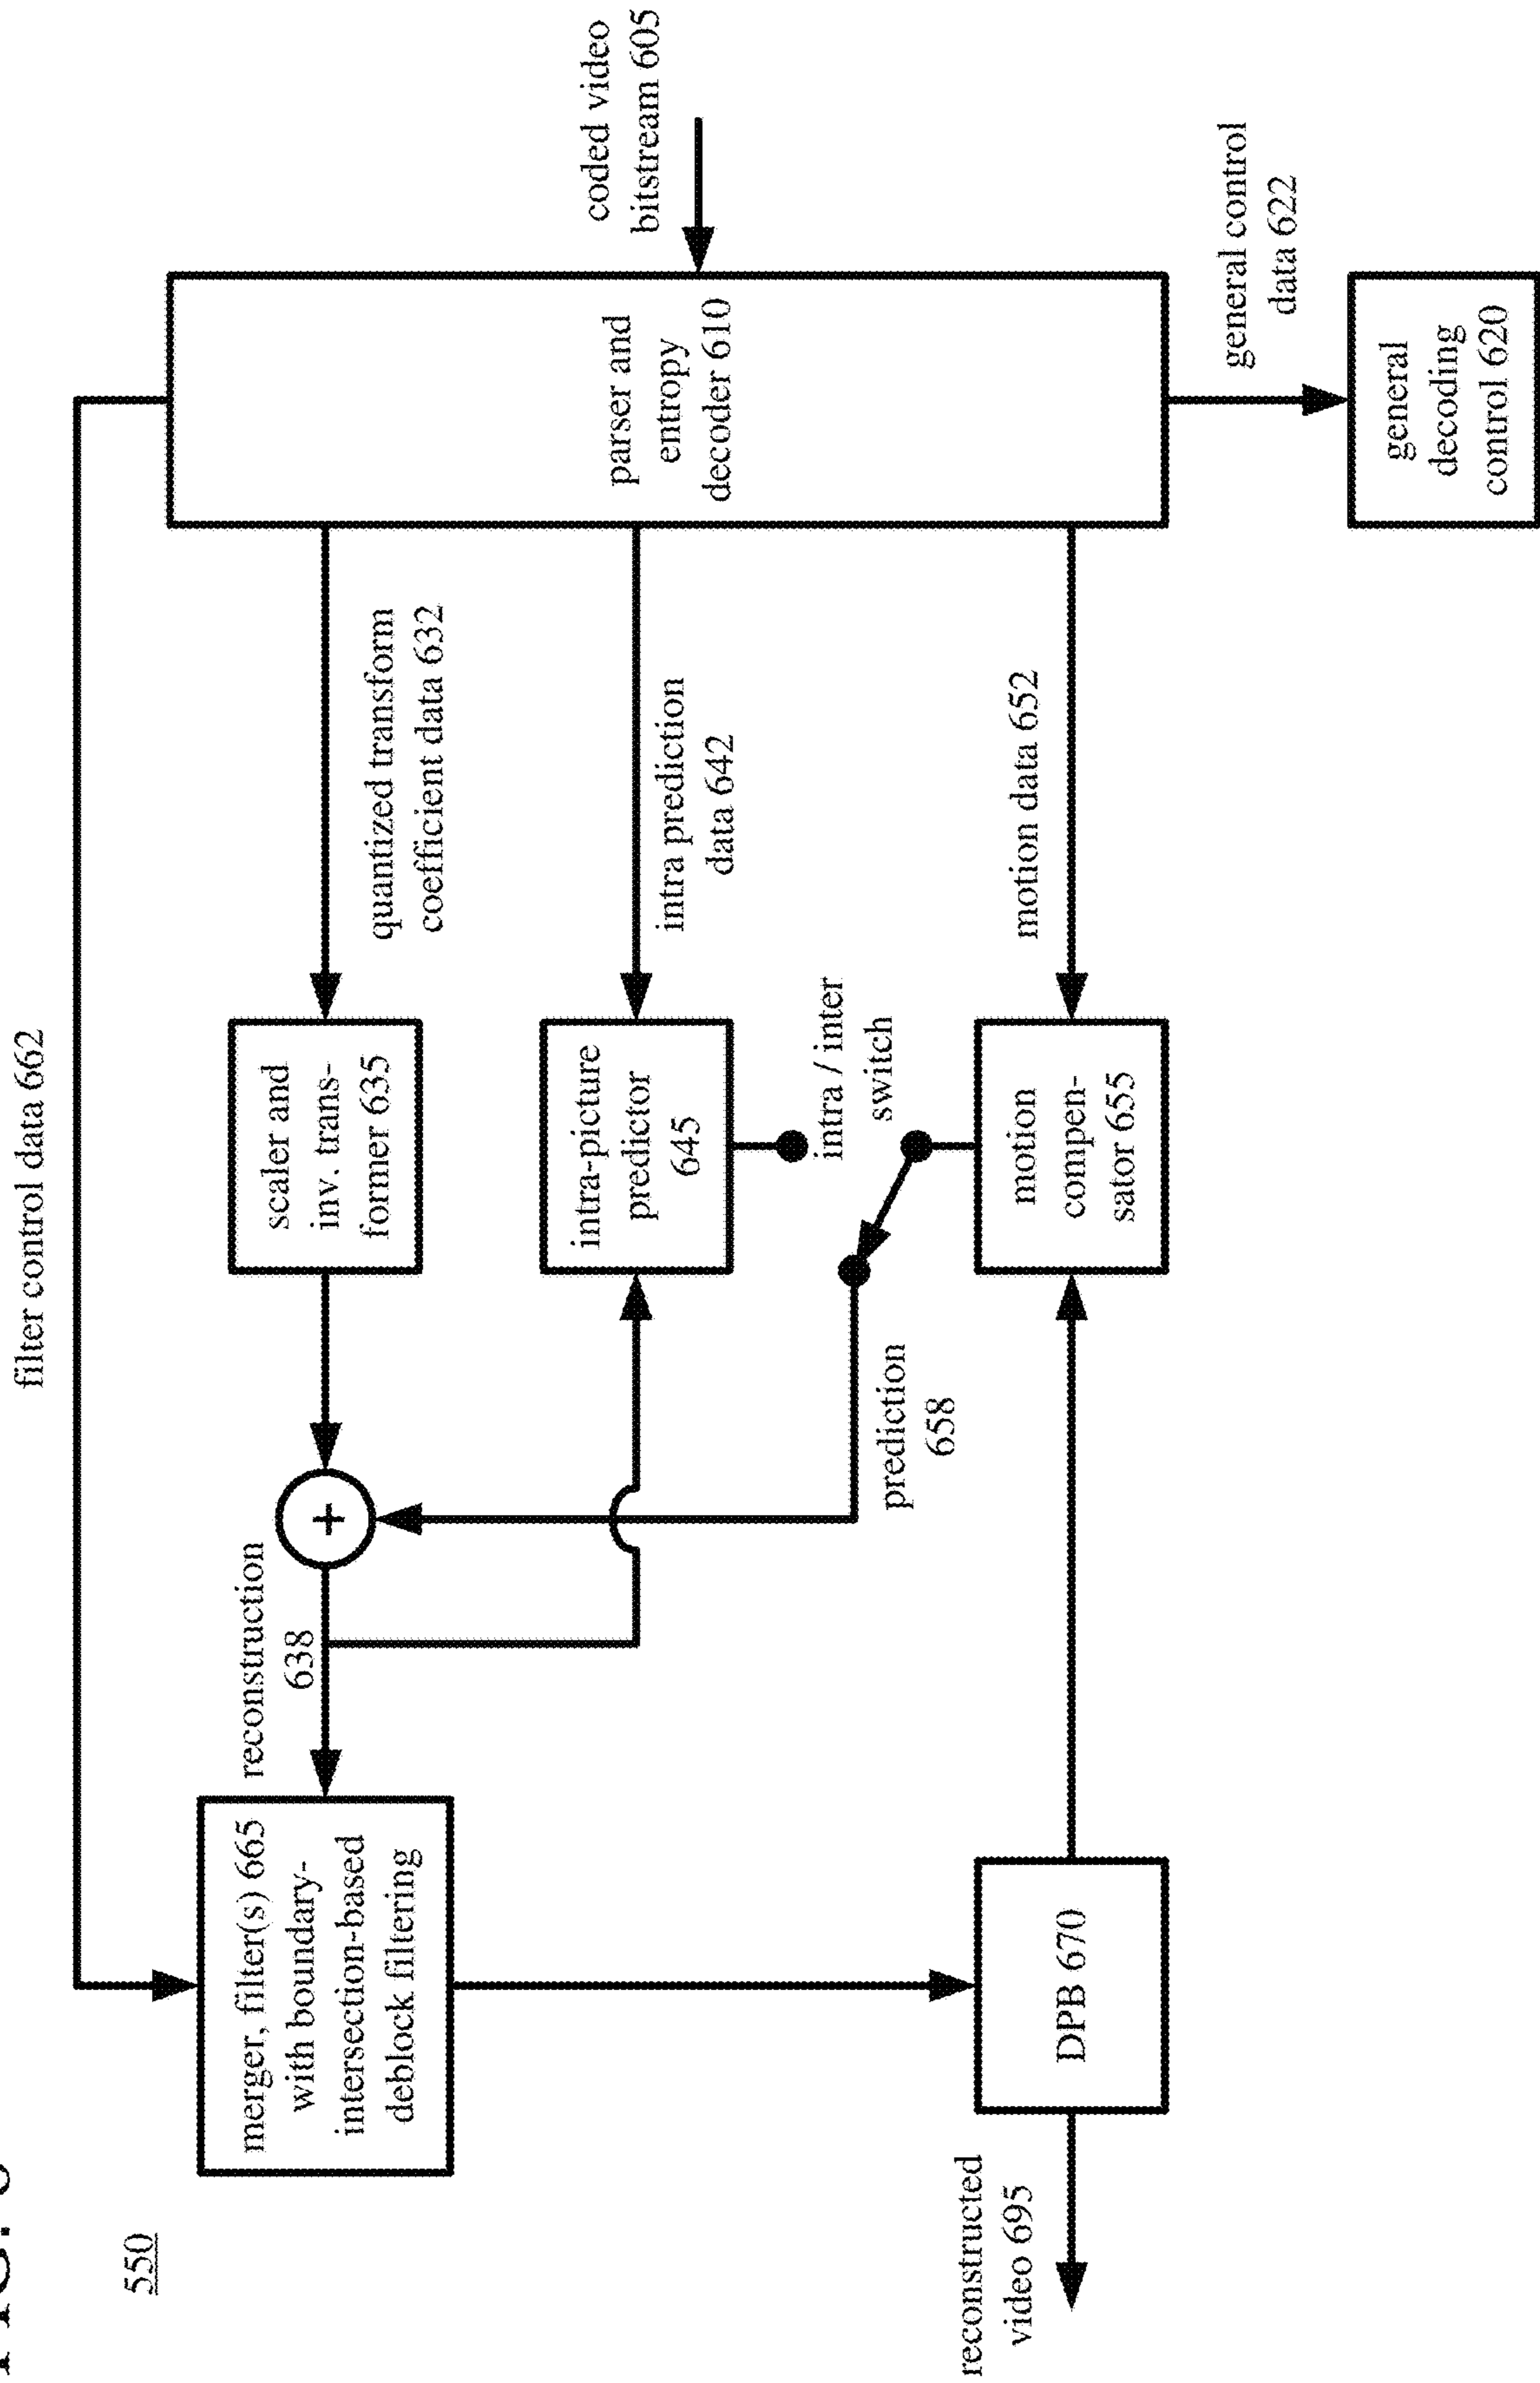 FIG.
filter control data 662
550
merger, filter(s) 665
with boundary-
intersection-based
deblock filtering
reconstruction
638
+
scaler and
inv. trans-
former 635
quantized transform
coefficient data 632
parser and
entropy
decoder 610
coded video
bitstream 605
intra-picture
predictor
645
intra prediction
data 642
intra / inter
switch
prediction
658
reconstructed
video 695
DPB 670
motion
compen-
sator 655
motion data 652
general control
data 622
general
decoding
control 620